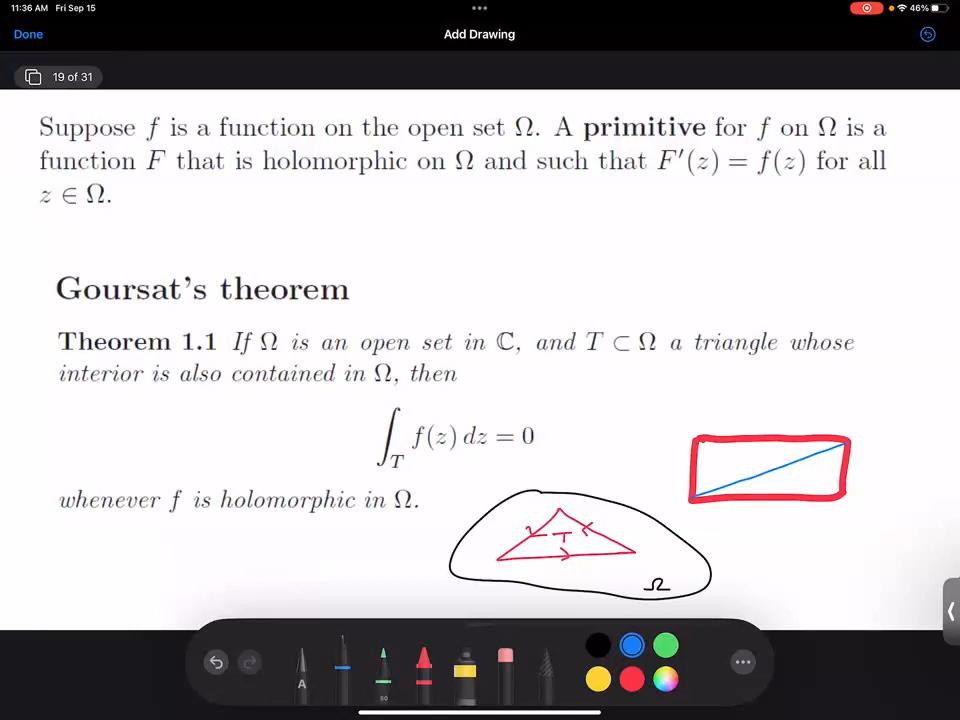 11:36 AM Fri Sep 15
46%
Done
Add Drawing
19 of 31
Suppose f is a function on the open set Ω. A primitive for f on Ω is a
function F that is holomorphic on Ω and such that F′(z) = f(z) for all
z ∈ Ω.
Goursat's theorem
Theorem 1.1 If Ω is an open set in ℂ, and T ⊂ Ω a triangle whose
interior is also contained in Ω, then
∫_T f(z) dz = 0
whenever f is holomorphic in Ω.
T
Ω
A
50